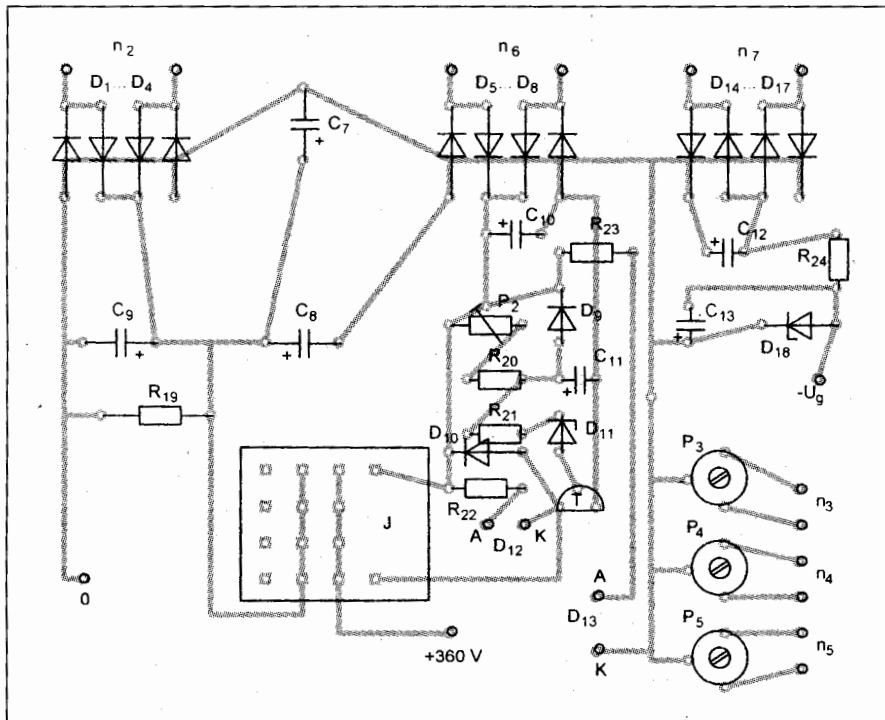 n2 n6 n7
D1... D4 D5... D8 D14... D17
C7 +
C10 + R23 C12 + R24
C9 + C8 + P2 D9 C13 +
R20 C11 + D18
R19 R21 -Ug
D10 D11
J R22 T P3 n3
A D12 K
0 A P4 n4
D13
+360 V K P5 n5